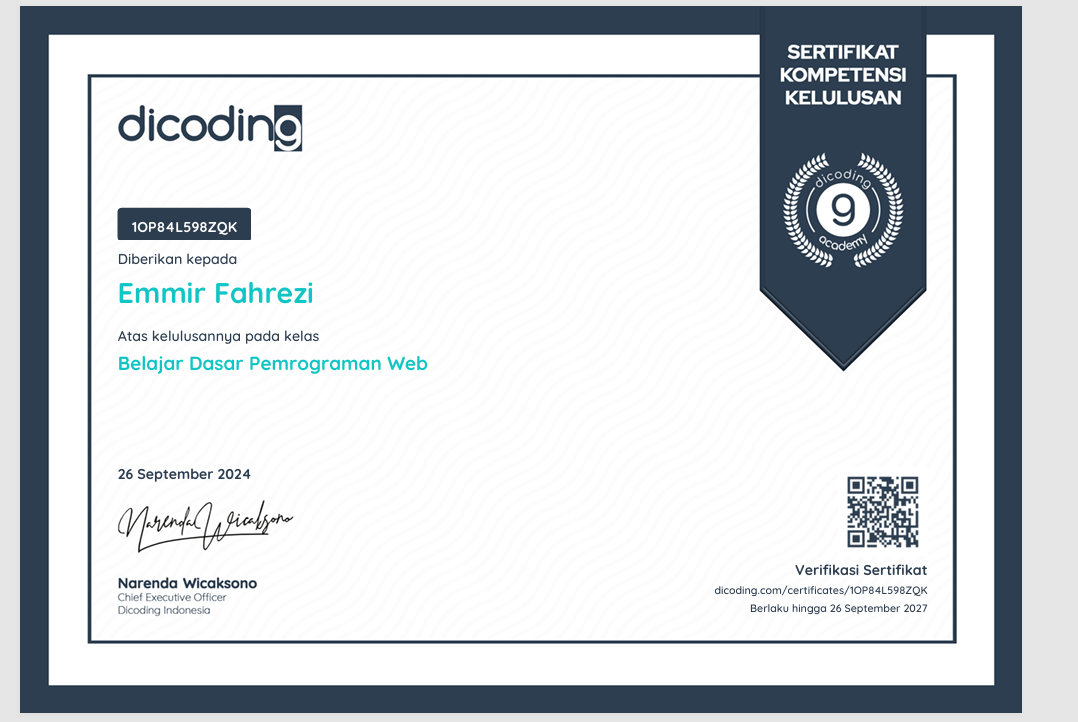 SERTIFIKAT
KOMPETENSI
KELULUSAN
dicoding
dicoding
9
academy
1OP84L598ZQK
Diberikan kepada
Emmir Fahrezi
Atas kelulusannya pada kelas
Belajar Dasar Pemrograman Web
26 September 2024
Narenda Wicaksono
Narenda Wicaksono
Chief Executive Officer
Dicoding Indonesia
Verifikasi Sertifikat
dicoding.com/certificates/1OP84L598ZQK
Berlaku hingga 26 September 2027